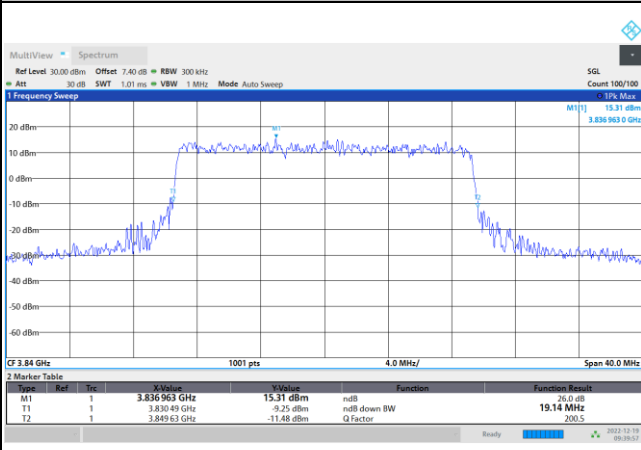 MultiView Spectrum
Ref Level 30.00 dBm Offset 7.40 dB RBW 300 kHz SGL
Att 30 dB SWT 1.01 ms VBW 1 MHz Mode Auto Sweep Count 100/100
1 Frequency Sweep 1Pk Max
M1[1] 15.31 dBm
3.836 963 0 GHz
M1
20 dBm
10 dBm
0 dBm
T1
T2
-10 dBm
-20 dBm
-30 dBm
-40 dBm
-50 dBm
-60 dBm
CF 3.84 GHz 1001 pts 4.0 MHz/ Span 40.0 MHz
2 Marker Table
Type Ref Trc X-Value Y-Value Function Function Result
M1 1 3.836 963 GHz 15.31 dBm ndB 26.0 dB
T1 1 3.830 49 GHz -9.25 dBm ndB down BW 19.14 MHz
T2 1 3.849 63 GHz -11.48 dBm Q Factor 200.5
Ready 2022-12-19
09:39:57